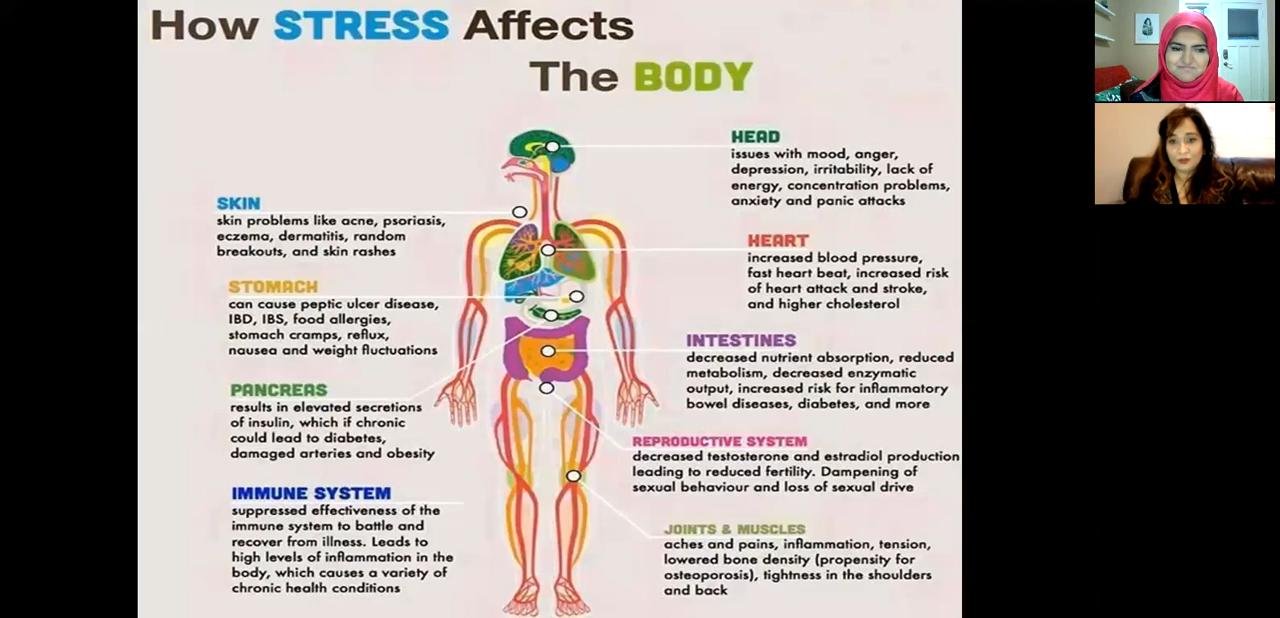 How STRESS Affects
The BODY
HEAD
issues with mood, anger,
depression, irritability, lack of
energy, concentration problems,
anxiety and panic attacks
SKIN
skin problems like acne, psoriasis,
eczema, dermatitis, random
breakouts, and skin rashes
HEART
increased blood pressure,
fast heart beat, increased risk
of heart attack and stroke,
and higher cholesterol
STOMACH
can cause peptic ulcer disease,
IBD, IBS, food allergies,
stomach cramps, reflux,
nausea and weight fluctuations
INTESTINES
decreased nutrient absorption, reduced
metabolism, decreased enzymatic
output, increased risk for inflammatory
bowel diseases, diabetes, and more
PANCREAS
results in elevated secretions
of insulin, which if chronic
could lead to diabetes,
damaged arteries and obesity
REPRODUCTIVE SYSTEM
decreased testosterone and estradiol production
leading to reduced fertility. Dampening of
sexual behaviour and loss of sexual drive
IMMUNE SYSTEM
suppressed effectiveness of the
immune system to battle and
recover from illness. Leads to
high levels of inflammation in the
body, which causes a variety of
chronic health conditions
JOINTS & MUSCLES
aches and pains, inflammation, tension,
lowered bone density (propensity for
osteoporosis), tightness in the shoulders
and back